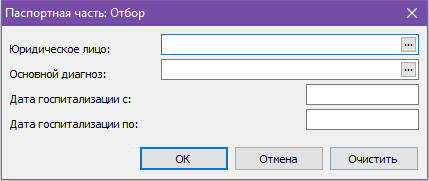 Паспортная часть: Отбор
Юридическое лицо:
...
Основной диагноз:
...
Дата госпитализации с:
Дата госпитализации по:
ОК Отмена Очистить